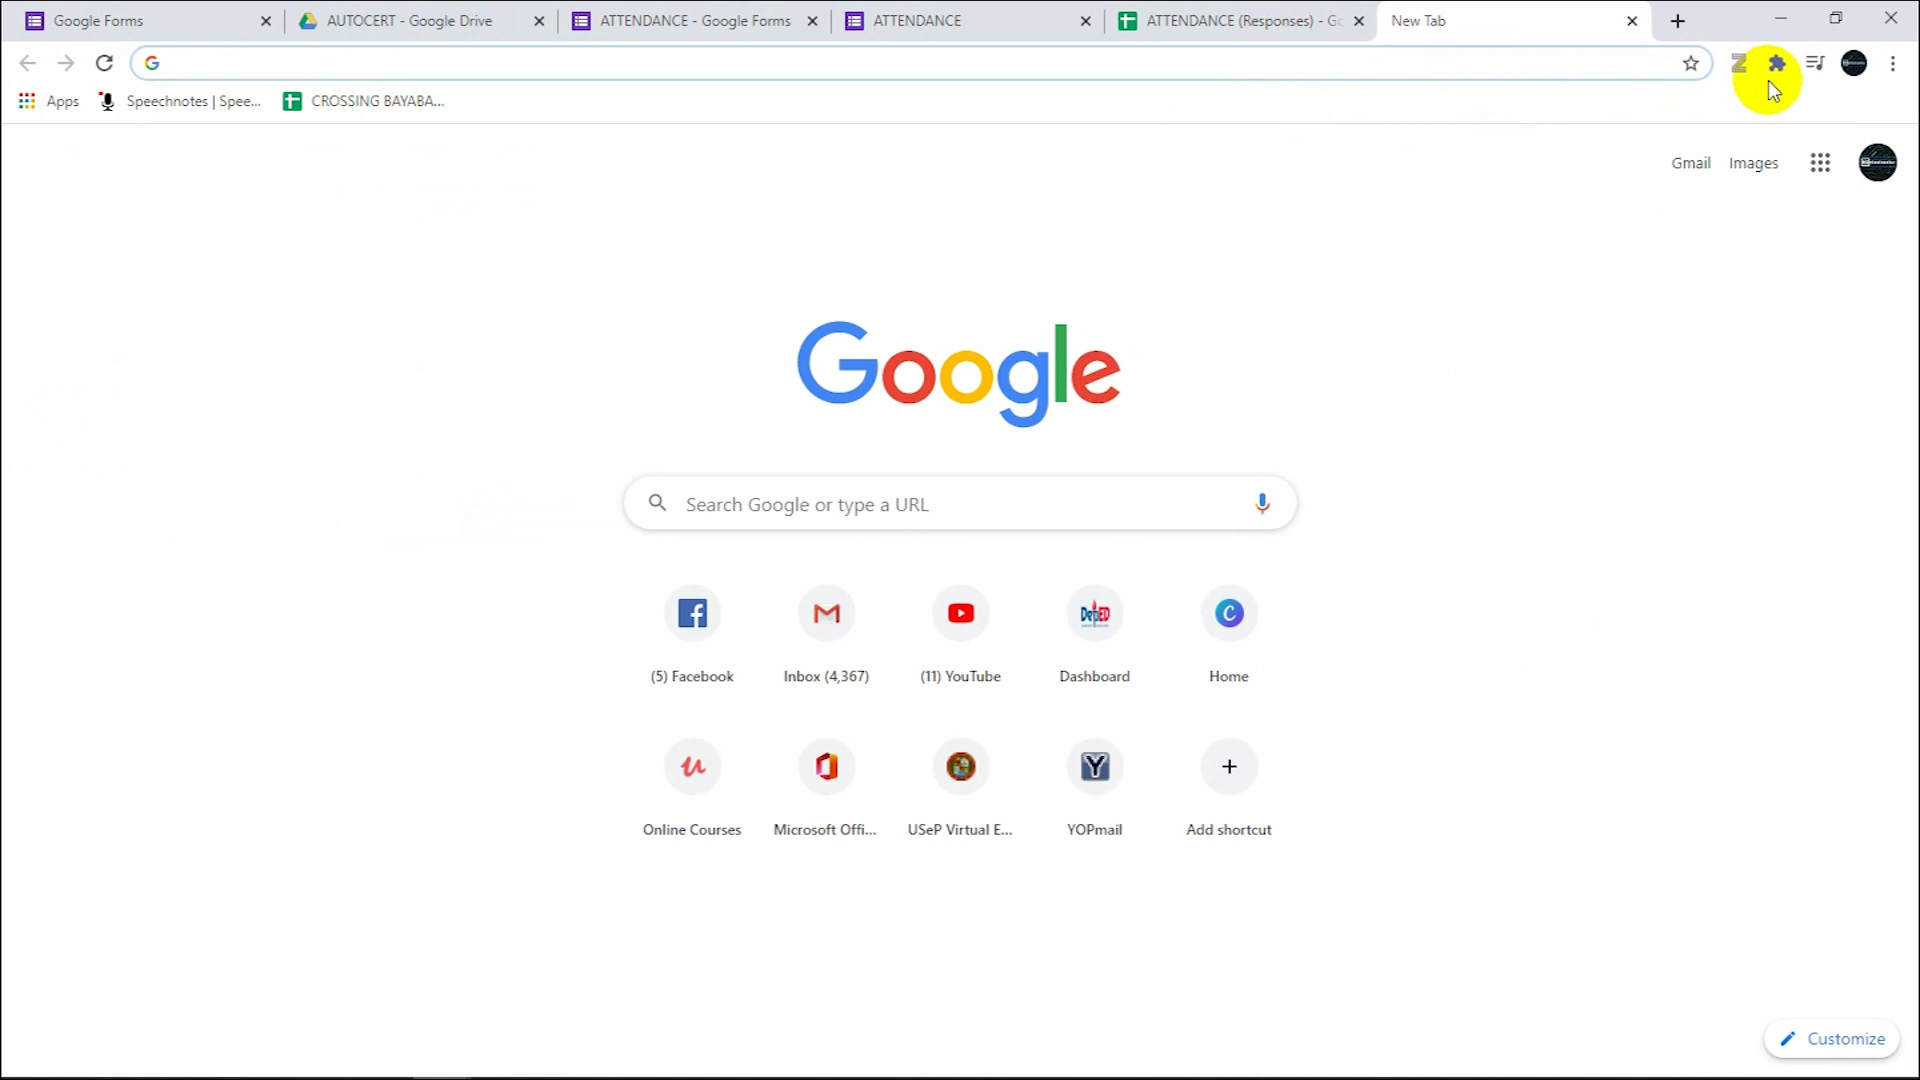 Google Forms
AUTOCERT - Google Drive
ATTENDANCE - Google Forms
ATTENDANCE
ATTENDANCE (Responses) - Go
New Tab
Apps
Speechnotes | Spee...
CROSSING BAYABA...
Gmail
Images
Google
Search Google or type a URL
DepED
(5) Facebook
Inbox (4,367)
(11) YouTube
Dashboard
Home
Online Courses
Microsoft Offi...
USeP Virtual E...
YOPmail
Add shortcut
Customize